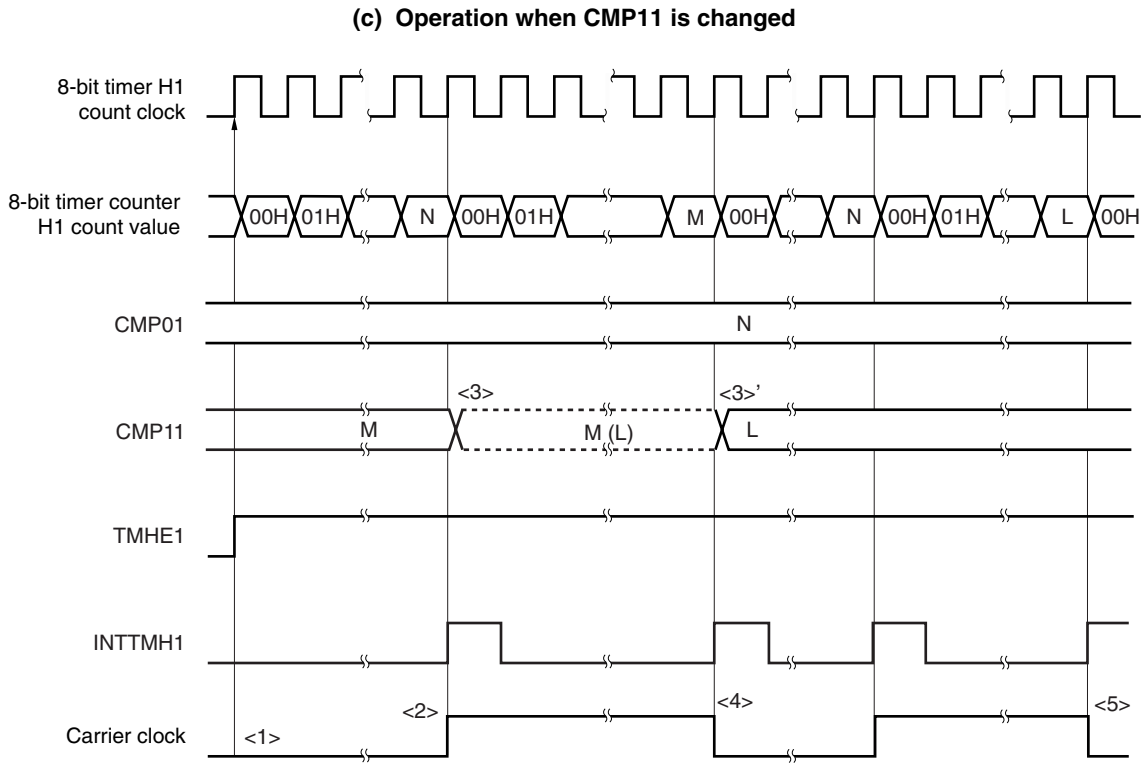 (c) Operation when CMP11 is changed
8-bit timer H1
count clock
8-bit timer counter
H1 count value
00H 01H N 00H 01H M 00H N 00H 01H L 00H
CMP01
N
<3> <3>’
CMP11
M M (L) L
TMHE1
INTTMH1
<2> <4> <5>
Carrier clock
<1>